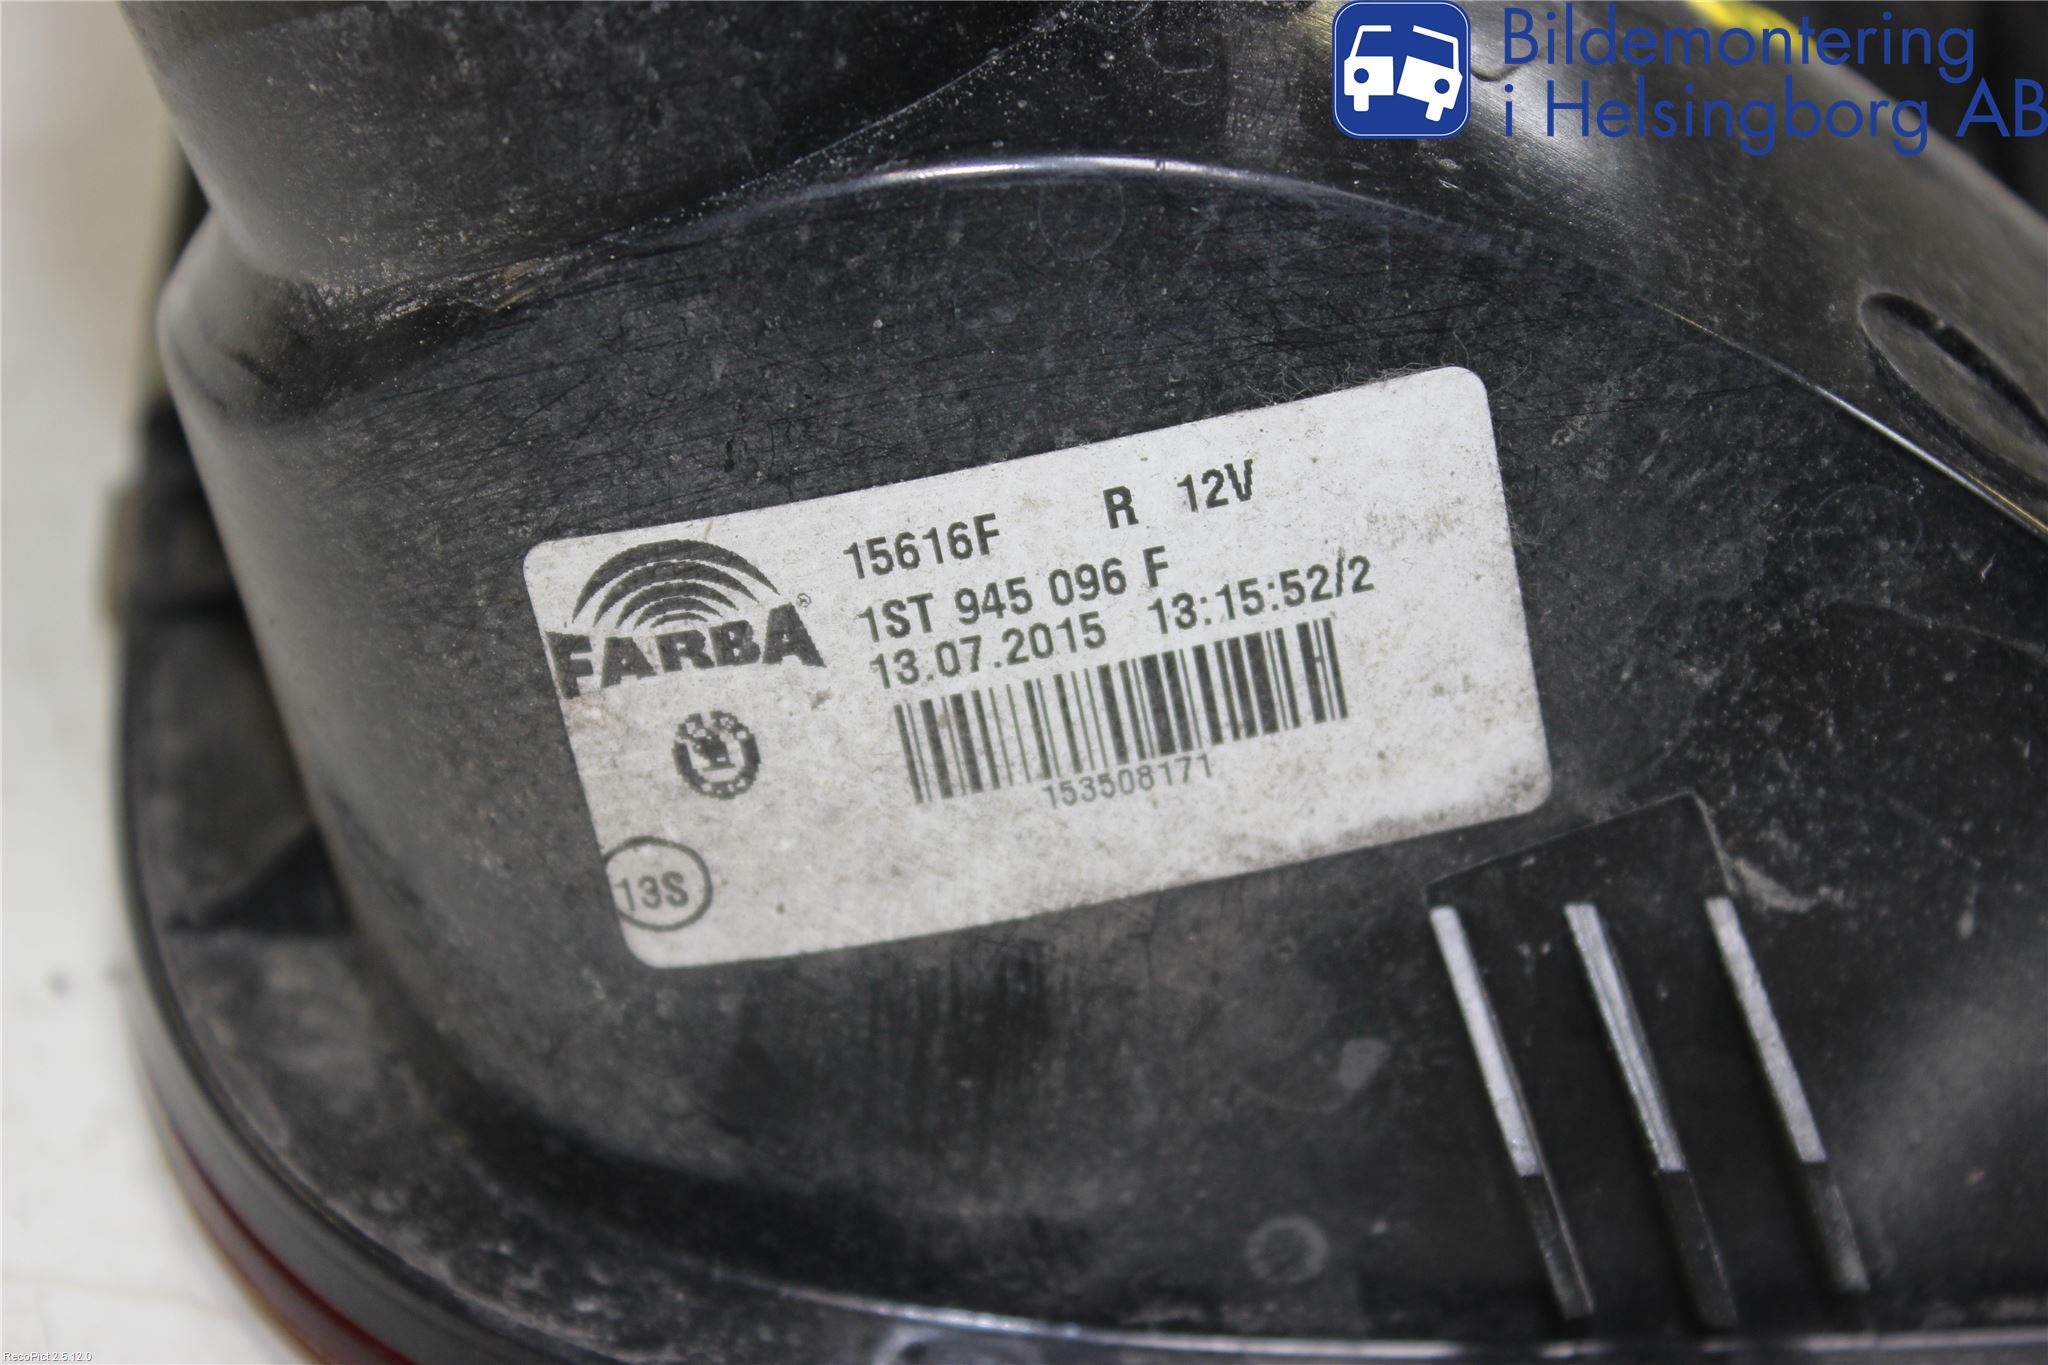 Bildemontering
i Helsingborg AB
15616F R 12V
FARBA®
1ST 945 096 F
13.07.2015 13:15:52/2
153508171
13S
RecoPict 2.5.12.0